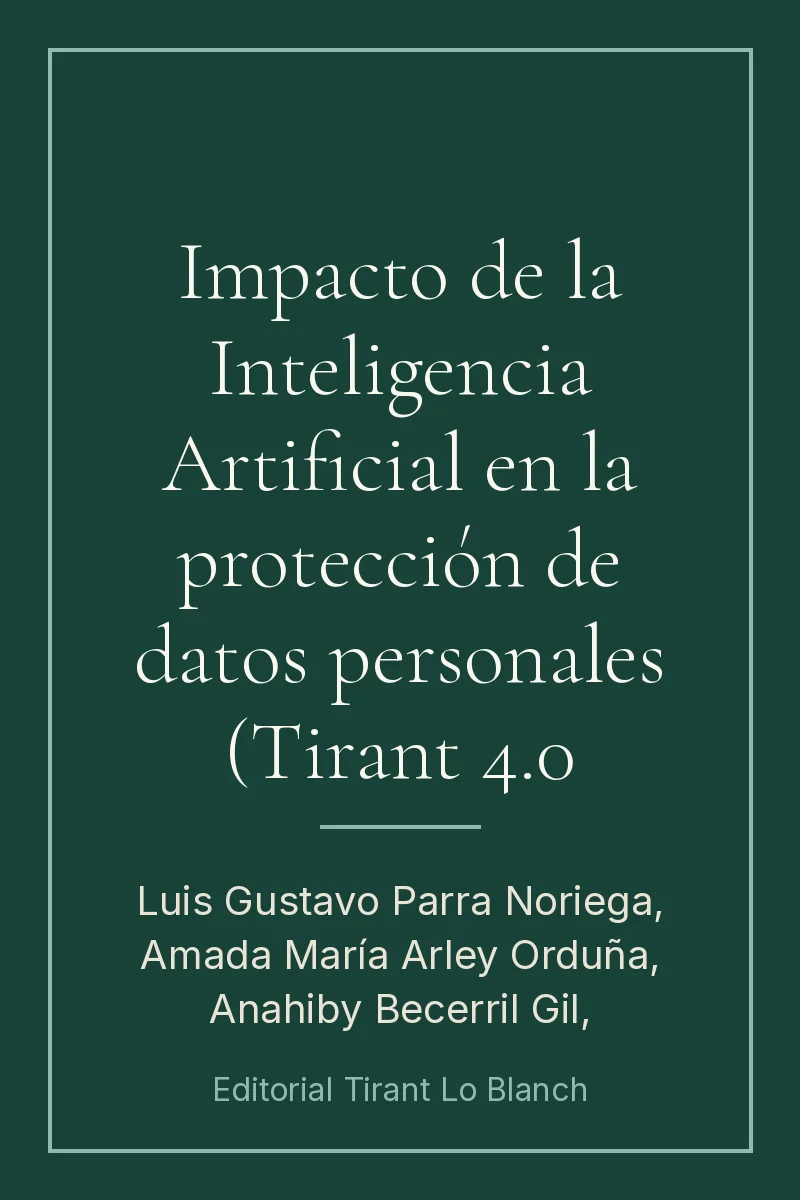 Impacto de la
Inteligencia
Artificial en la
protección de
datos personales
(Tirant 4.0
Luis Gustavo Parra Noriega,
Amada María Arley Orduña,
Anahiby Becerril Gil,
Editorial Tirant Lo Blanch